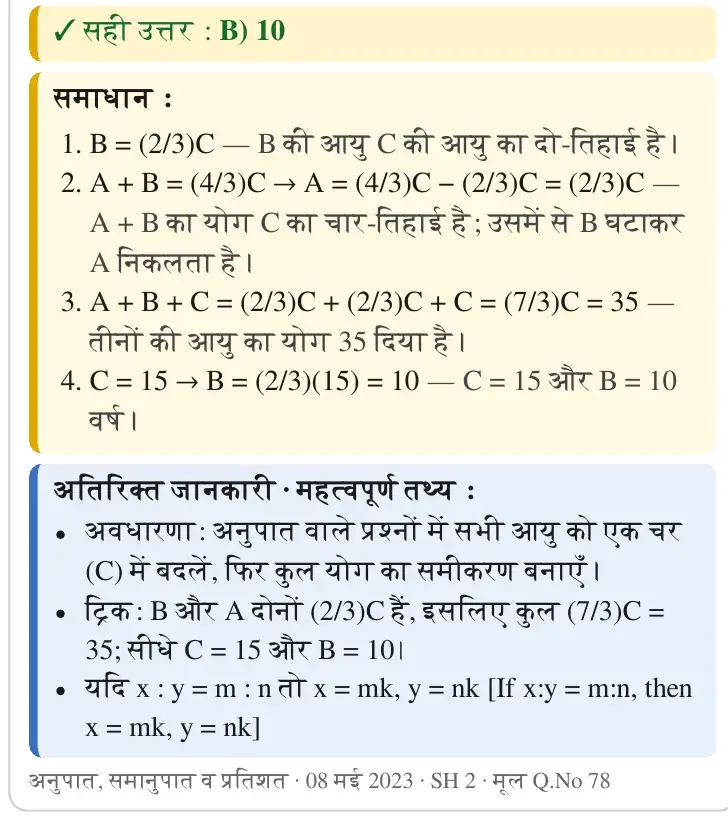 ✓ सही उत्तर : B) 10
समाधान :
1. B = (2/3)C — B की आयु C की आयु का दो-तिहाई है।
2. A + B = (4/3)C → A = (4/3)C − (2/3)C = (2/3)C —
A + B का योग C का चार-तिहाई है; उसमें से B घटाकर
A निकलता है।
3. A + B + C = (2/3)C + (2/3)C + C = (7/3)C = 35 —
तीनों की आयु का योग 35 दिया है।
4. C = 15 → B = (2/3)(15) = 10 — C = 15 और B = 10
वर्ष।
अतिरिक्त जानकारी · महत्वपूर्ण तथ्य :
• अवधारणा : अनुपात वाले प्रश्नों में सभी आयु को एक चर
(C) में बदलें, फिर कुल योग का समीकरण बनाएँ।
• ट्रिक : B और A दोनों (2/3)C हैं, इसलिए कुल (7/3)C =
35; सीधे C = 15 और B = 10।
• यदि x : y = m : n तो x = mk, y = nk [If x:y = m:n, then
x = mk, y = nk]
अनुपात, समानुपात व प्रतिशत · 08 मई 2023 · SH 2 · मूल Q.No 78